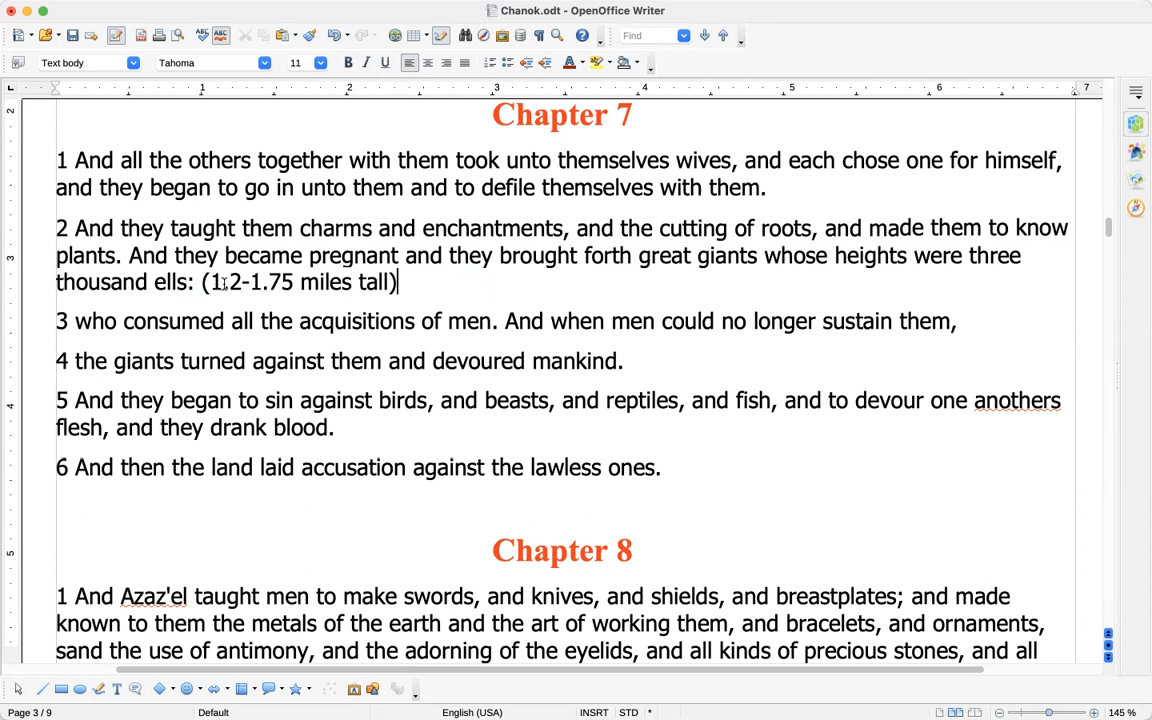 Chanok.odt - OpenOffice Writer
Find
Text body
Tahoma
11
B I U
1 2 3 4 5 6 7
Chapter 7
1 And all the others together with them took unto themselves wives, and each chose one for himself,
and they began to go in unto them and to defile themselves with them.
2 And they taught them charms and enchantments, and the cutting of roots, and made them to know
plants. And they became pregnant and they brought forth great giants whose heights were three
thousand ells: (1.2-1.75 miles tall)
3 who consumed all the acquisitions of men. And when men could no longer sustain them,
4 the giants turned against them and devoured mankind.
5 And they began to sin against birds, and beasts, and reptiles, and fish, and to devour one anothers
flesh, and they drank blood.
6 And then the land laid accusation against the lawless ones.
Chapter 8
1 And Azaz'el taught men to make swords, and knives, and shields, and breastplates; and made
known to them the metals of the earth and the art of working them, and bracelets, and ornaments,
sand the use of antimony, and the adorning of the eyelids, and all kinds of precious stones, and all
Page 3 / 9
Default
English (USA)
INSRT
STD
*
145 %